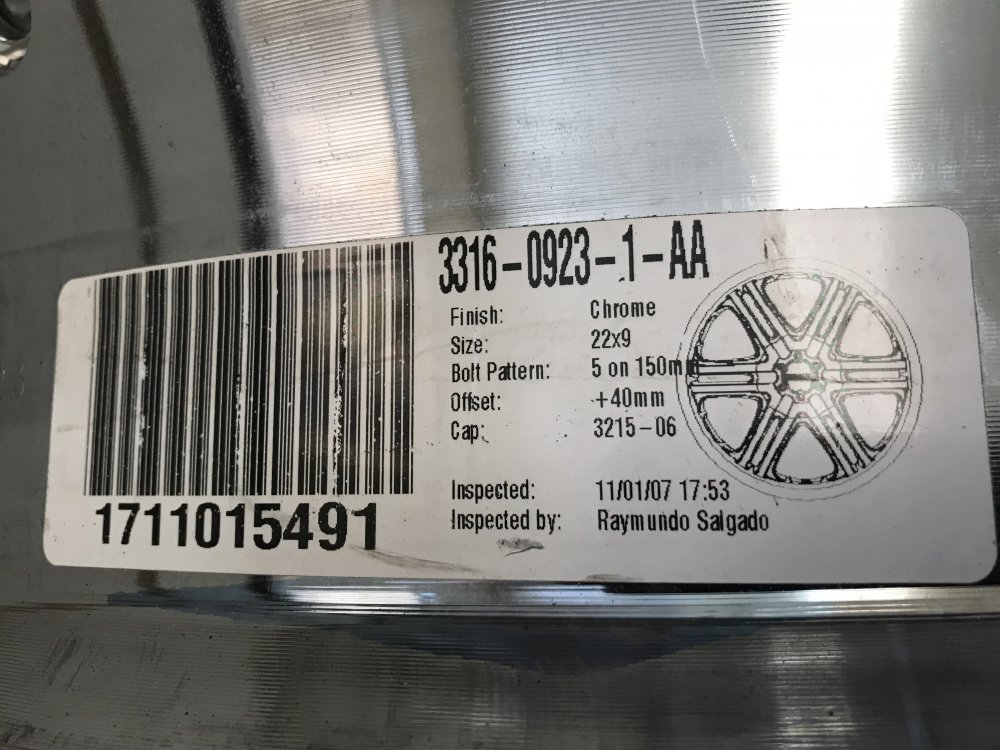 3316-0923-1-AA
Finish: Chrome
Size: 22x9
Bolt Pattern: 5 on 150mm
Offset: +40mm
Cap: 3215-06
Inspected: 11/01/07 17:53
Inspected by: Raymundo Salgado
1711015491